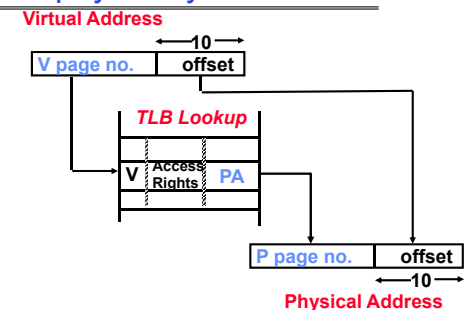 Virtual Address
10
V page no. offset
TLB Lookup
V Access Rights PA
P page no. offset
10
Physical Address